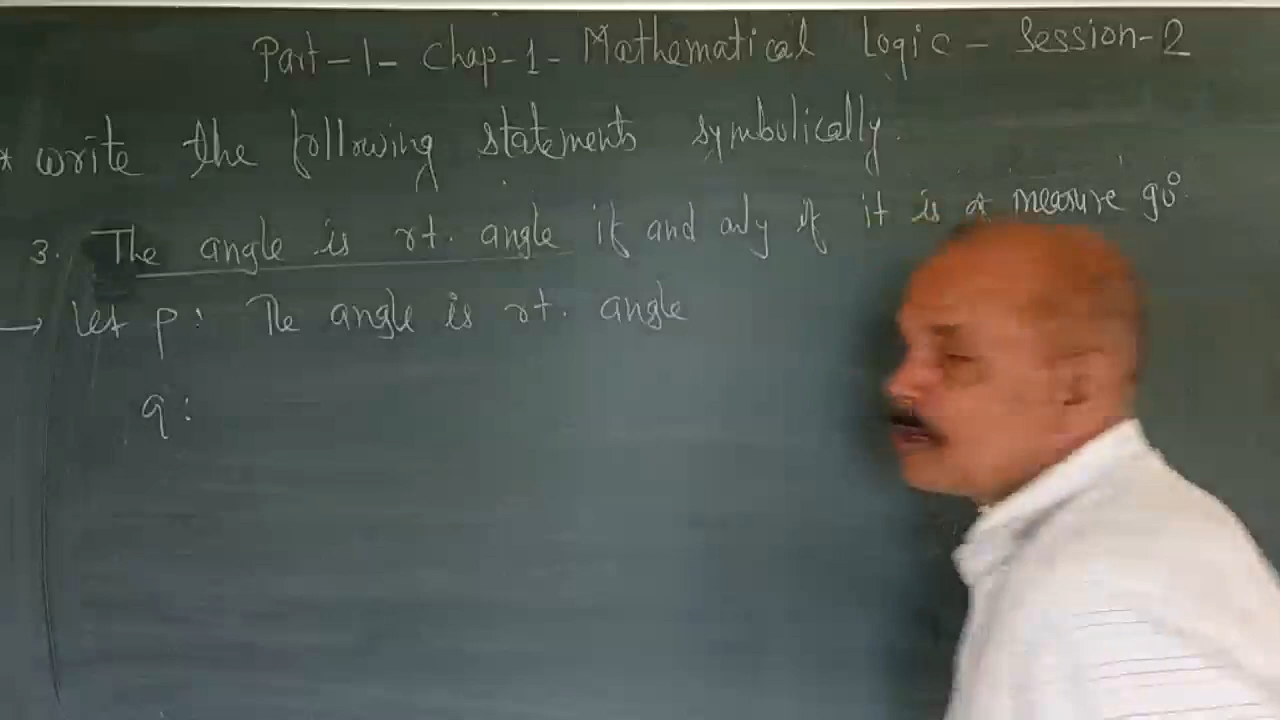 Part-1- Chap-1- Mathematical Logic - Session-2
* write the following statements symbolically.
3. The angle is rt. angle if and only if it is of measure 90°.
→ Let p: The angle is rt. angle
q: